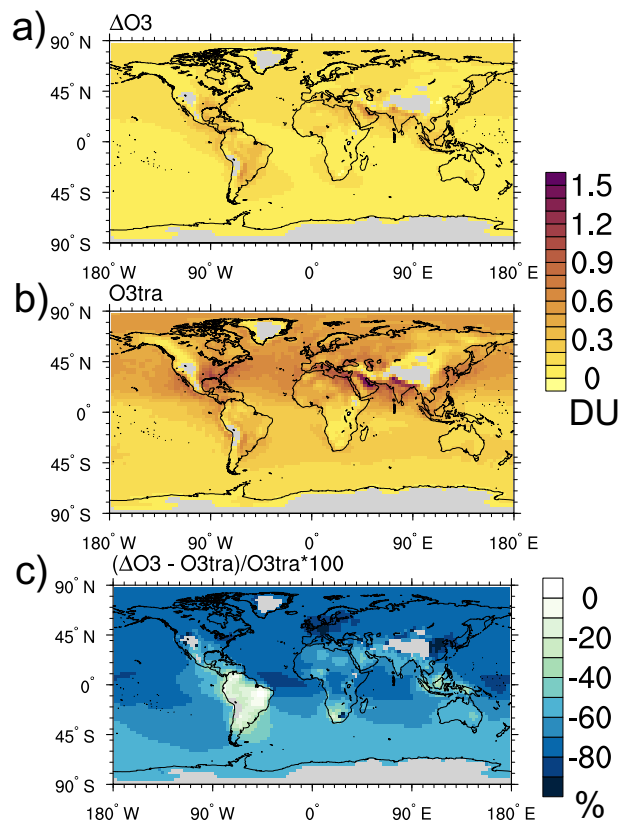 a)
ΔO3
90° N
45° N
0°
45° S
90° S
180° W 90° W 0° 90° E 180° E
b)
O3tra
90° N
45° N
0°
45° S
90° S
180° W 90° W 0° 90° E 180° E
1.5
1.2
0.9
0.6
0.3
0
DU
c)
(ΔO3 - O3tra)/O3tra*100
90° N
45° N
0°
45° S
90° S
180° W 90° W 0° 90° E 180° E
0
-20
-40
-60
-80
%